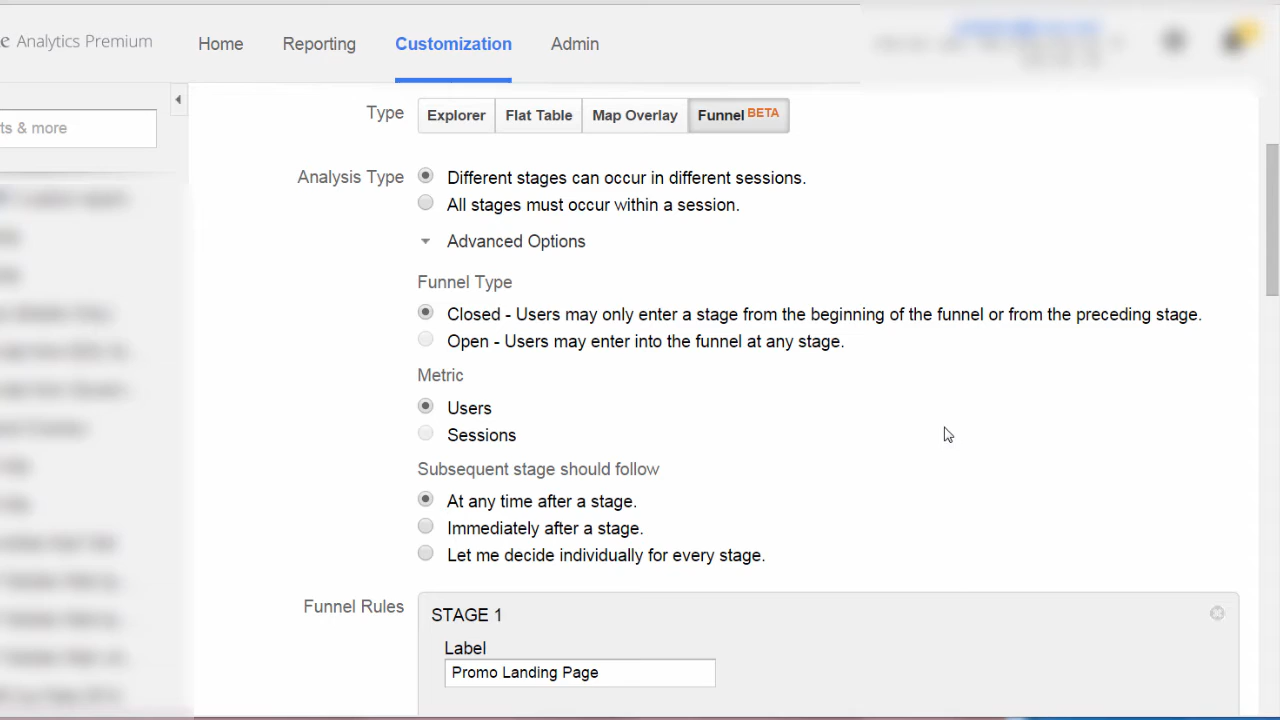 Analytics Premium
Home
Reporting
Customization
Admin
ts & more
Type
Explorer
Flat Table
Map Overlay
Funnel BETA
Analysis Type
Different stages can occur in different sessions.
All stages must occur within a session.
Advanced Options
Funnel Type
Closed - Users may only enter a stage from the beginning of the funnel or from the preceding stage.
Open - Users may enter into the funnel at any stage.
Metric
Users
Sessions
Subsequent stage should follow
At any time after a stage.
Immediately after a stage.
Let me decide individually for every stage.
Funnel Rules
STAGE 1
Label
Promo Landing Page